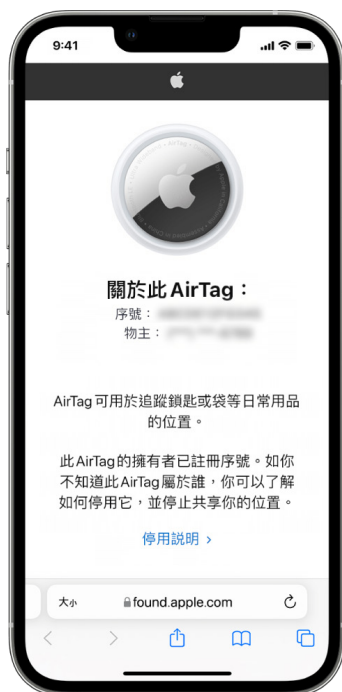 9:41
關於此 AirTag：
序號：
物主：
AirTag 可用於追蹤鎖匙或袋等日常用品
的位置。
此 AirTag 的擁有者已註冊序號。如你
不知道此 AirTag 屬於誰，你可以了解
如何停用它，並停止共享你的位置。
停用説明 ›
大小 found.apple.com